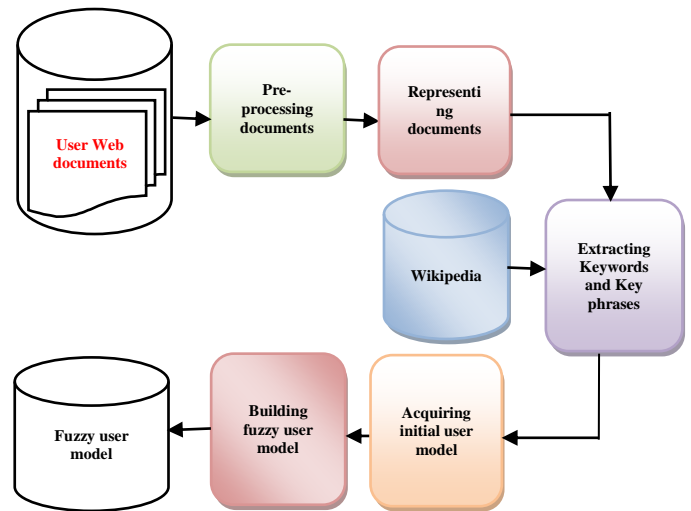 User Web
documents
Pre-
processing
documents
Representi
ng
documents
Wikipedia
Extracting
Keywords
and Key
phrases
Acquiring
initial user
model
Building
fuzzy user
model
Fuzzy user
model